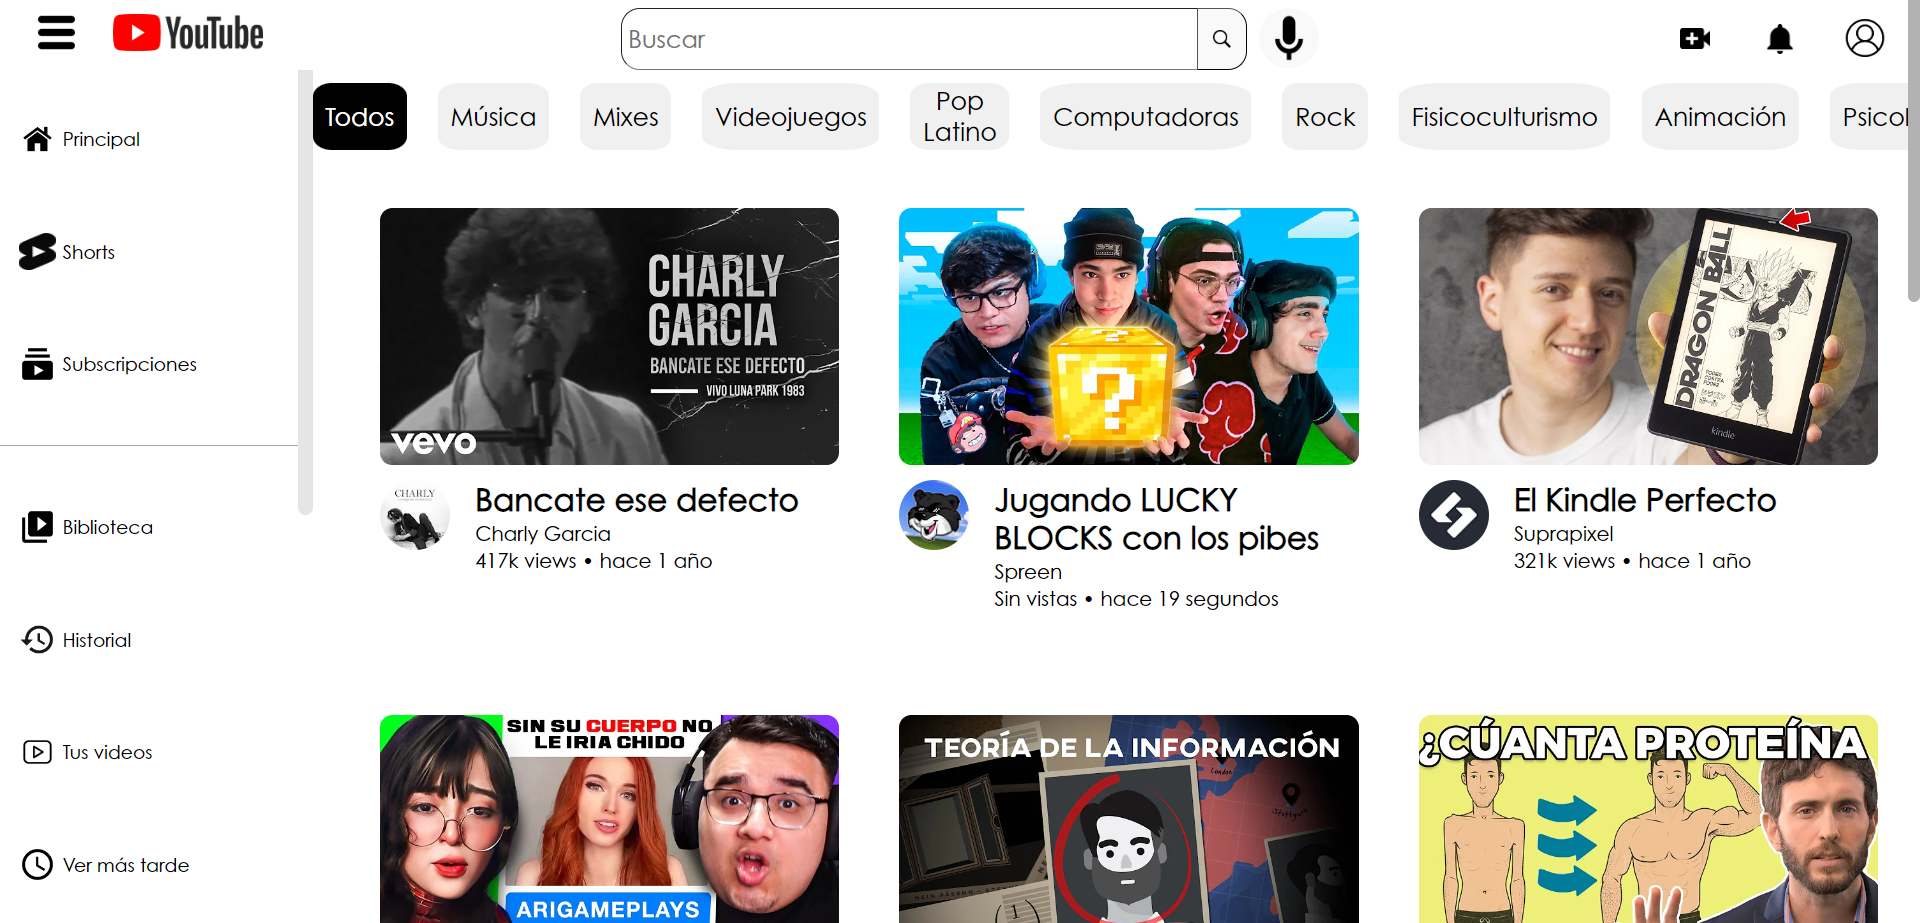 YouTube
Buscar
Todos
Música
Mixes
Videojuegos
Pop
Latino
Computadoras
Rock
Fisicoculturismo
Animación
Psicol
Principal
Shorts
Subscripciones
Biblioteca
Historial
Tus videos
Ver más tarde
CHARLY
GARCIA
BANCATE ESE DEFECTO
VIVO LUNA PARK 1983
vevo
CHARLY
Bancate ese defecto
Charly Garcia
417k views • hace 1 año
?
?
Jugando LUCKY
BLOCKS con los pibes
Spreen
Sin vistas • hace 19 segundos
DRAGON BALL
kindle
El Kindle Perfecto
Suprapixel
321k views • hace 1 año
SIN SU CUERPO NO
LE IRIA CHIDO
ARIGAMEPLAYS
TEORÍA DE LA INFORMACIÓN
London
Stuttgart
¿CÚANTA PROTEÍNA